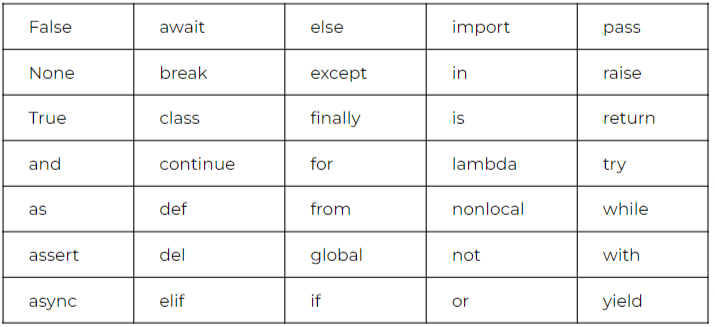 False await else import pass
None break except in raise
True class finally is return
and continue for lambda try
as def from nonlocal while
assert del global not with
async elif if or yield